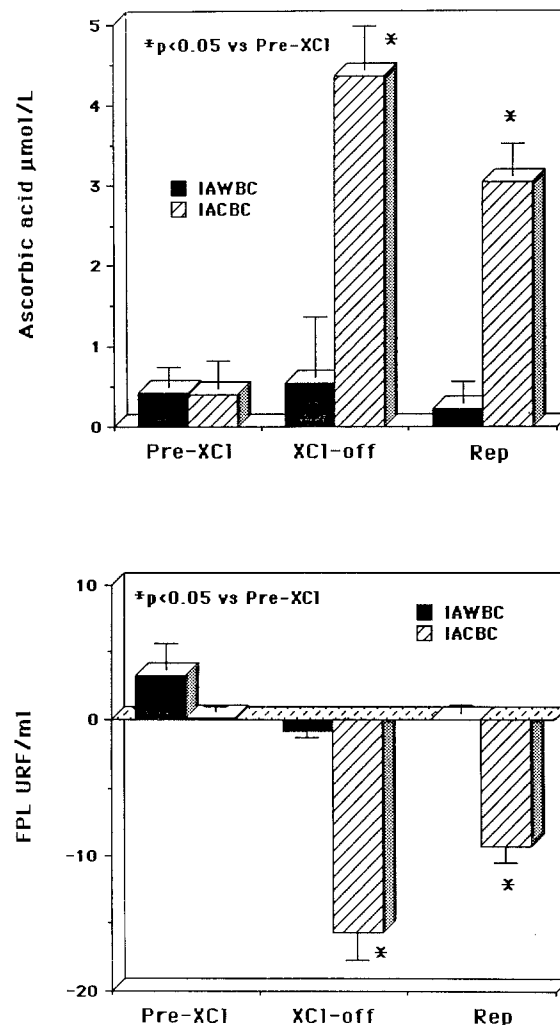 Ascorbic acid µmol/L
5
4
3
2
1
0
*p<0.05 vs Pre-XCl
*
*
IAWBC
IACBC
Pre-XCl XCl-off Rep
FPL URF/ml
10
0
-10
-20
*p<0.05 vs Pre-XCl
IAWBC
IACBC
*
*
Pre-XCl XCl-off Rep